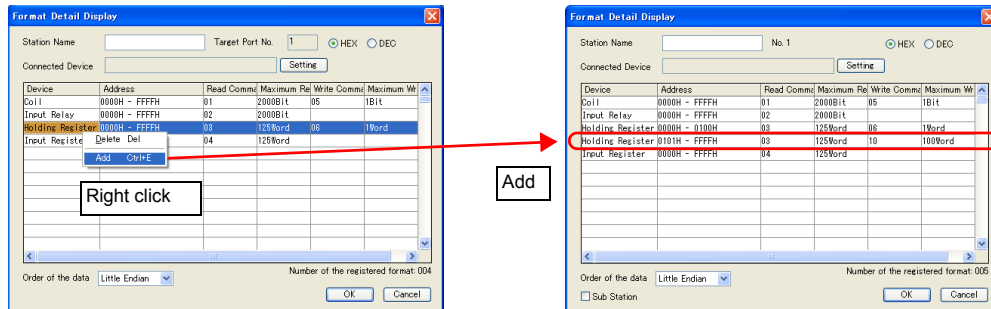 Format Detail Display
Station Name Target Port No. 1 HEX DEC
Connected Device Setting
Device Address Read Comma Maximum Re Write Comma Maximum Wr
Coil 0000H - FFFFH 01 2000Bit 05 1Bit
Input Relay 0000H - FFFFH 02 2000Bit
Holding Register 0000H - FFFFH 03 125Word 06 1Word
Input Registe 04 125Word
Delete Del
Add Ctrl+E
Right click
Number of the registered format: 004
Order of the data Little Endian
OK Cancel
Add
Format Detail Display
Station Name No. 1 HEX DEC
Connected Device Setting
Device Address Read Comma Maximum Re Write Comma Maximum Wr
Coil 0000H - FFFFH 01 2000Bit 05 1Bit
Input Relay 0000H - FFFFH 02 2000Bit
Holding Register 0000H - 0100H 03 125Word 06 1Word
Holding Register 0101H - FFFFH 03 125Word 10 100Word
Input Register 0000H - FFFFH 04 125Word
Number of the registered format: 005
Order of the data Little Endian
Sub Station OK Cancel